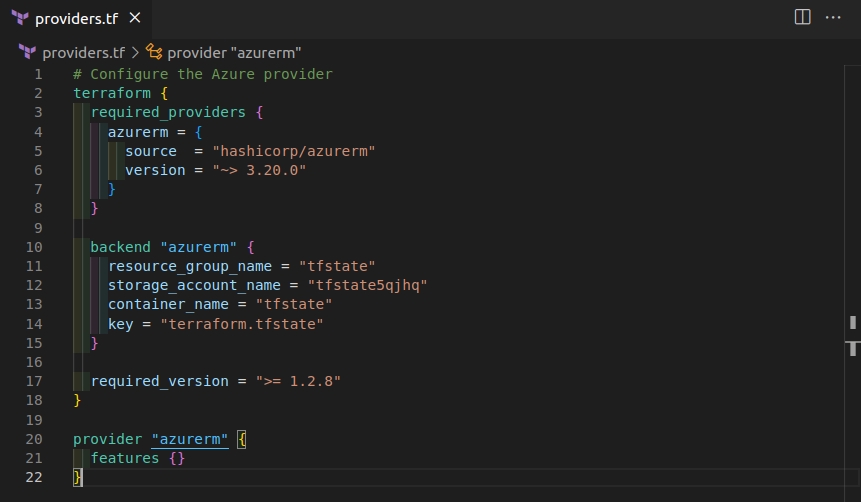 providers.tf
providers.tf > provider "azurerm"
1 # Configure the Azure provider
2 terraform {
3   required_providers {
4     azurerm = {
5       source  = "hashicorp/azurerm"
6       version = "~> 3.20.0"
7     }
8   }
9
10   backend "azurerm" {
11     resource_group_name = "tfstate"
12     storage_account_name = "tfstate5qjhq"
13     container_name = "tfstate"
14     key = "terraform.tfstate"
15   }
16
17   required_version = ">= 1.2.8"
18 }
19
20 provider "azurerm" {
21   features {}
22 }